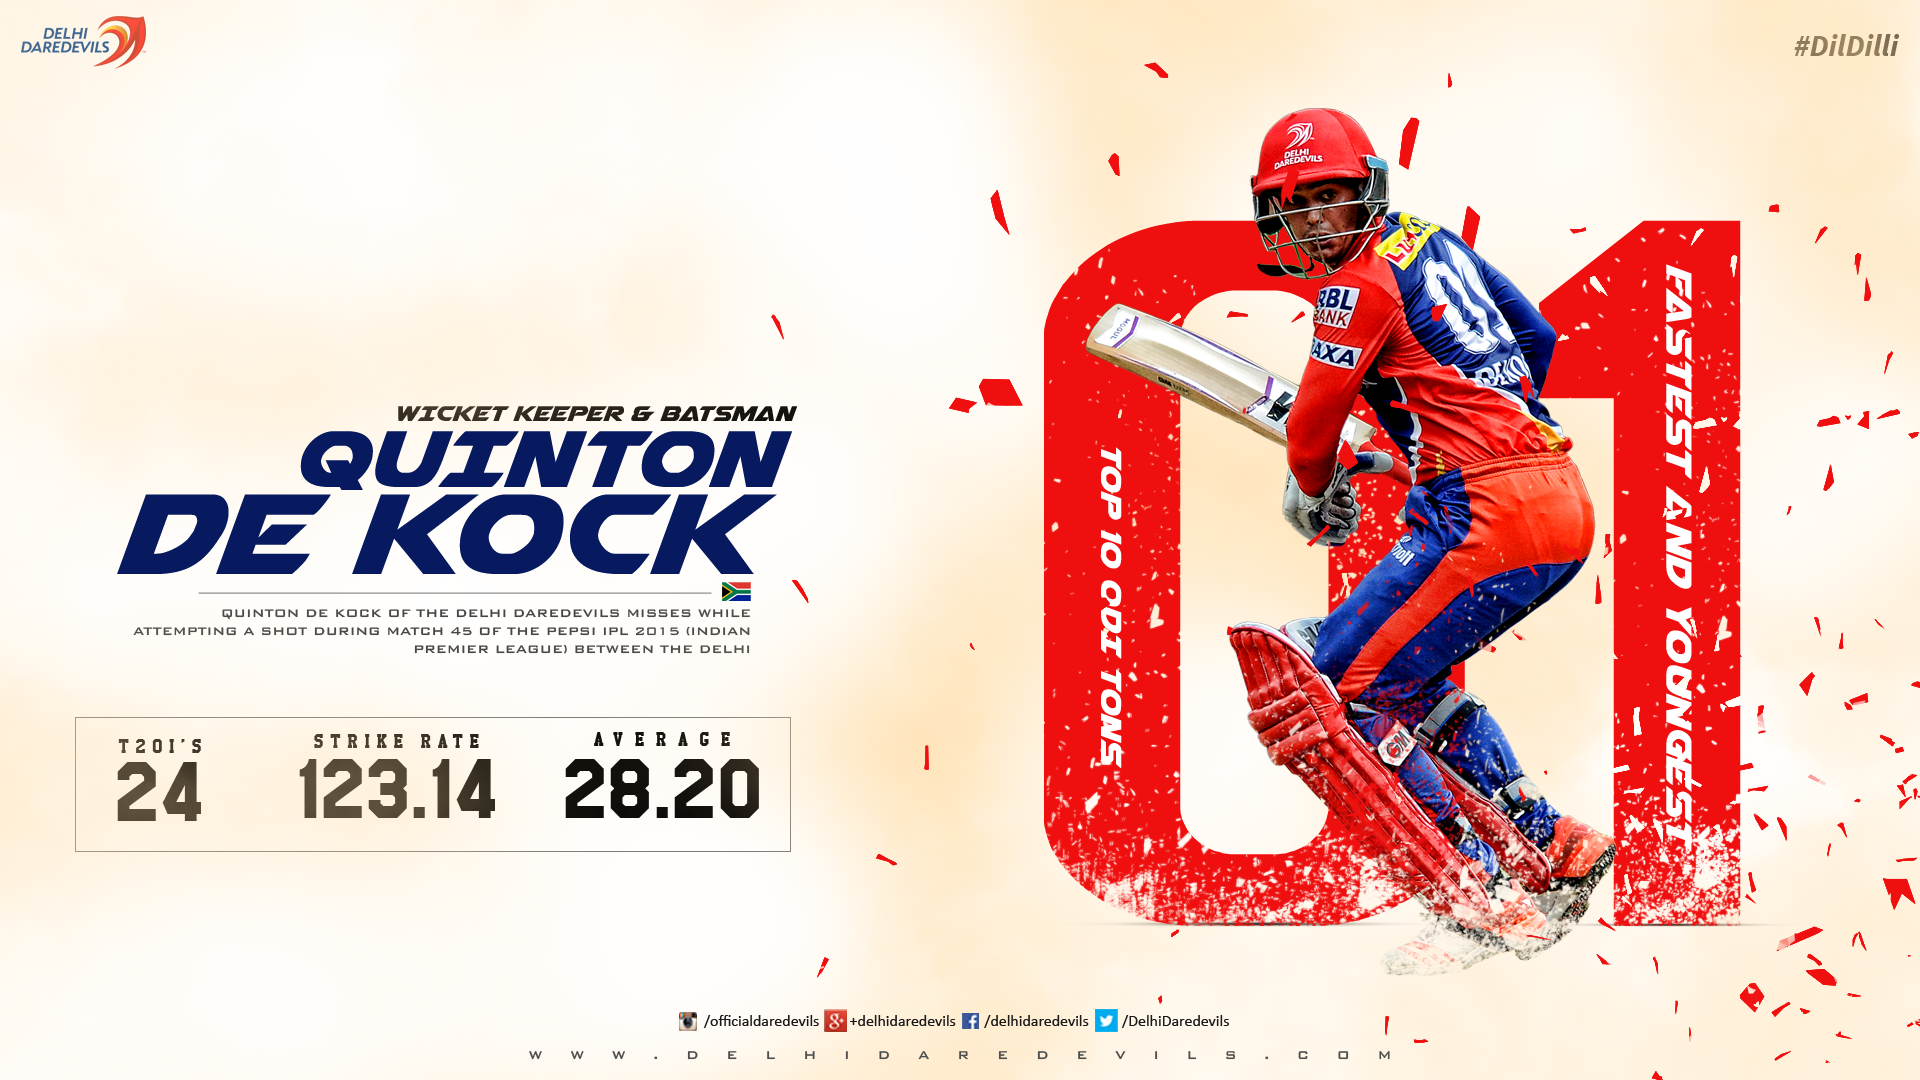 DELHI
DAREDEVILS
#DilDilli
WICKET KEEPER & BATSMAN
QUINTON
DE KOCK
QUINTON DE KOCK OF THE DELHI DAREDEVILS MISSES WHILE
ATTEMPTING A SHOT DURING MATCH 45 OF THE PEPSI IPL 2015 (INDIAN
PREMIER LEAGUE) BETWEEN THE DELHI
T20I'S
24
STRIKE RATE
123.14
AVERAGE
28.20
01
TOP 10 ODI TONS
FASTEST AND YOUNGEST
DELHI
DAREDEVILS
RBL
BANK
AXA
MOGUL
GM
/officialdaredevils
+delhidaredevils
/delhidaredevils
/DelhiDaredevils
WWW.DELHIDAREDEVILS.COM